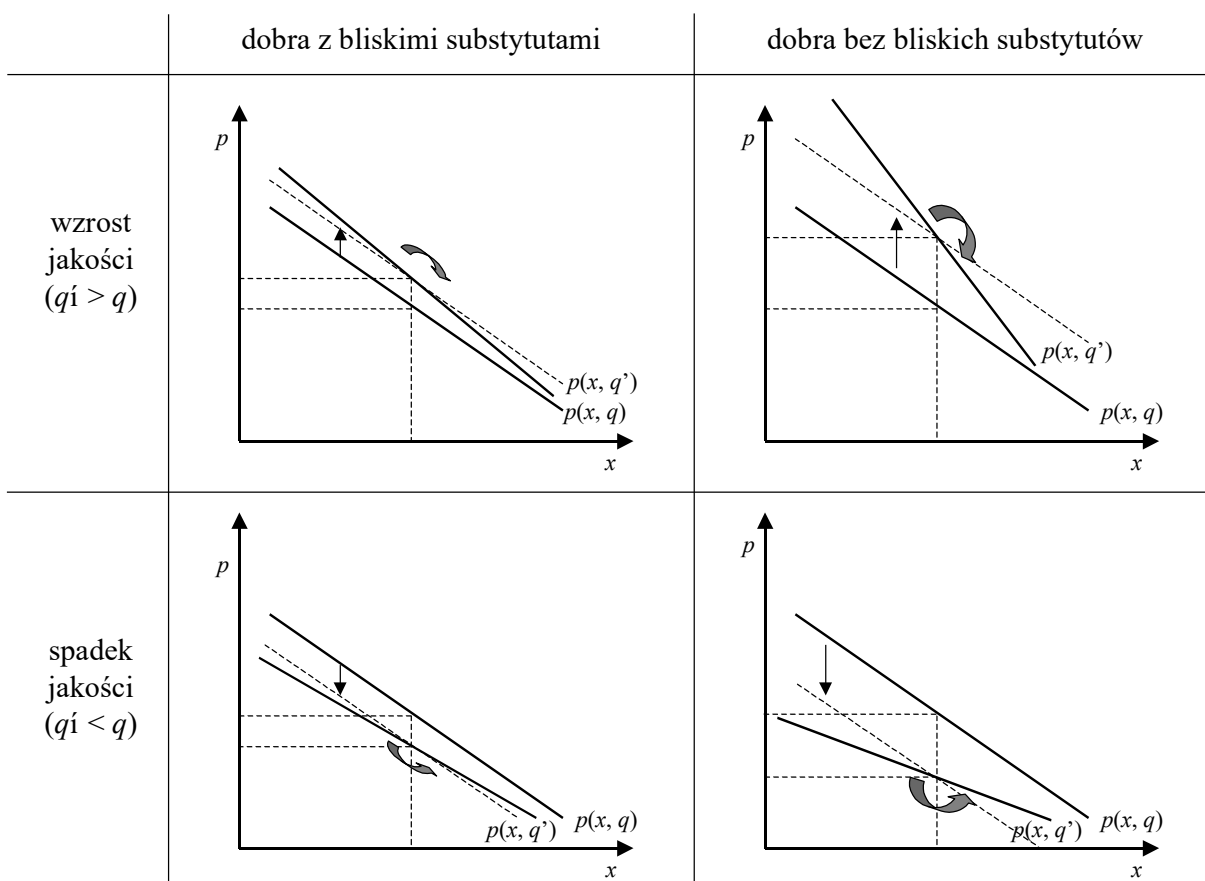 dobra z bliskimi substytutami
dobra bez bliskich substytutów
wzrost
jakości
(qí > q)
p
p(x, q’)
p(x, q)
x
p
p(x, q’)
p(x, q)
x
spadek
jakości
(qí < q)
p
p(x, q’)
p(x, q)
x
p
p(x, q’)
p(x, q)
x